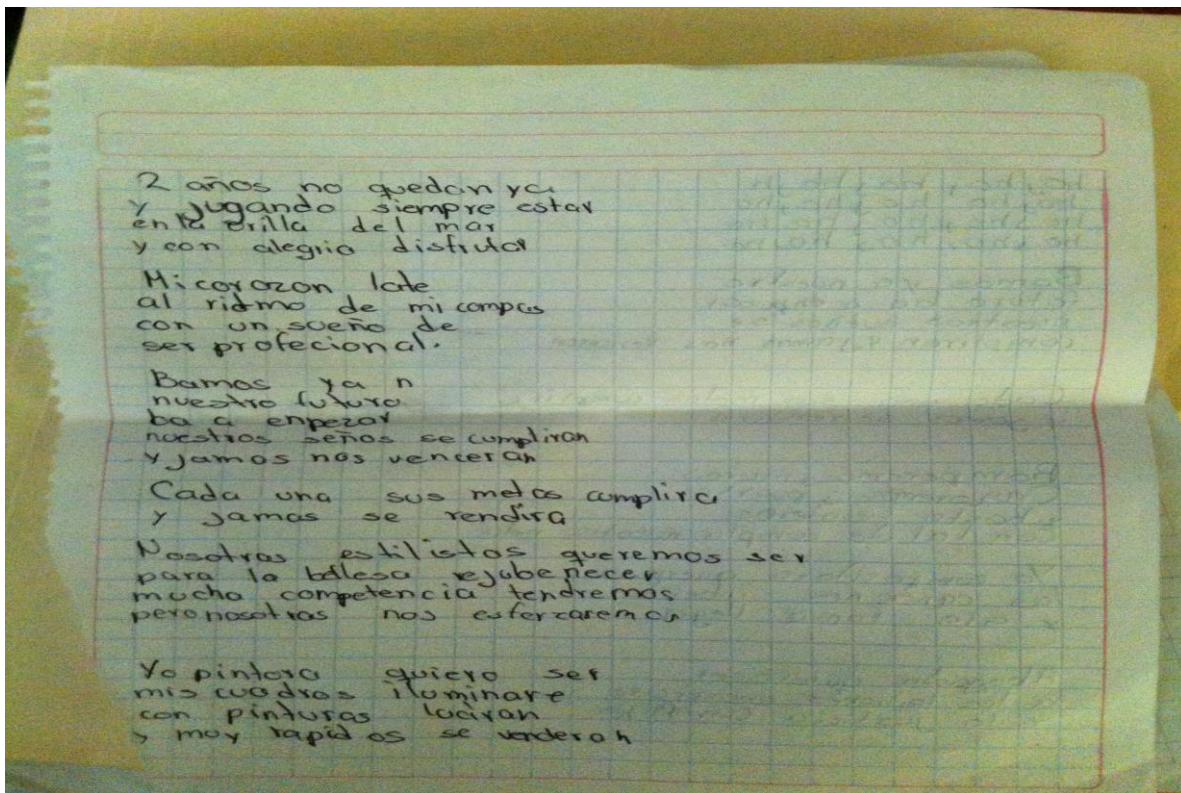 2 años no quedan ya
y jugando siempre estar
en la orilla del mar
y con alegria disfrutar
Mi corozon late
al ritmo de mi compas
con un sueño de
ser profecional.
Bamos ya n
nuestro futuro
ba a enpezar
nuestros seños se cumpliran
y jamas nos venceran
Cada una sus metas cumplira
y jamas se rendira
Nosotras estilistas queremos ser
para la bellesa rejubenecer
mucha competencia tendremos
pero nosotras nos esforzaremos
Yo pintora quiero ser
mis cuadros iluminare
con pinturas luciran
y muy rapidos se venderan